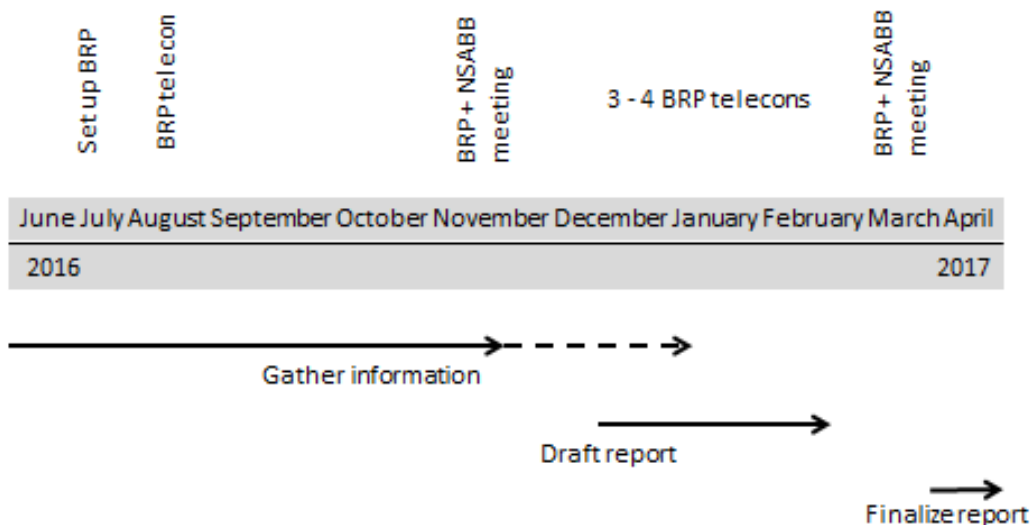 Set up BRP
BRP telecon
BRP + NSABB
meeting
3 - 4 BRP telecons
BRP + NSABB
meeting
June July August September October November December January February March April
2016 2017
Gather information
Draft report
Finalize report